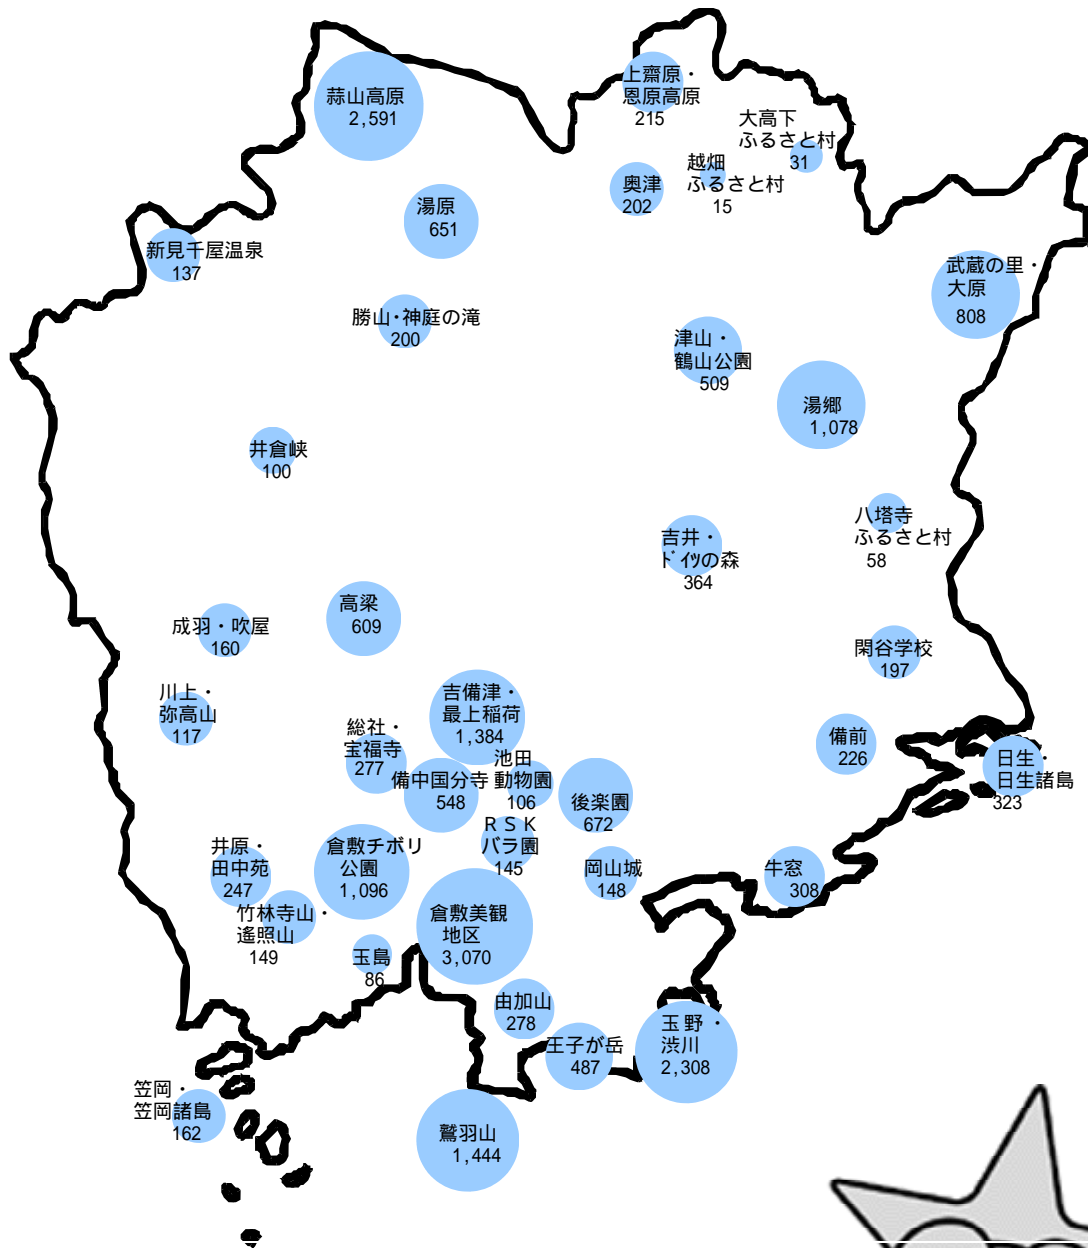 蒜山高原
2,591
上齋原・
恩原高原
215
大高下
ふるさと村
31
越畑
ふるさと村
15
奥津
202
湯原
651
新見千屋温泉
137
武蔵の里・
大原
808
勝山・神庭の滝
200
津山・
鶴山公園
509
湯郷
1,078
井倉峡
100
八塔寺
ふるさと村
58
吉井・
ﾄﾞｲﾂの森
364
高梁
609
成羽・吹屋
160
閑谷学校
197
川上・
弥高山
117
吉備津・
最上稲荷
1,384
総社・
宝福寺
277
備前
226
日生・
日生諸島
323
池田
動物園
106
備中国分寺
548
後楽園
672
ＲＳＫ
バラ園
145
井原・
田中苑
247
倉敷チボリ
公園
1,096
岡山城
148
牛窓
308
竹林寺山・
遙照山
149
倉敷美観
地区
3,070
玉島
86
由加山
278
玉野・
渋川
2,308
王子が岳
487
笠岡・
笠岡諸島
162
鷲羽山
1,444